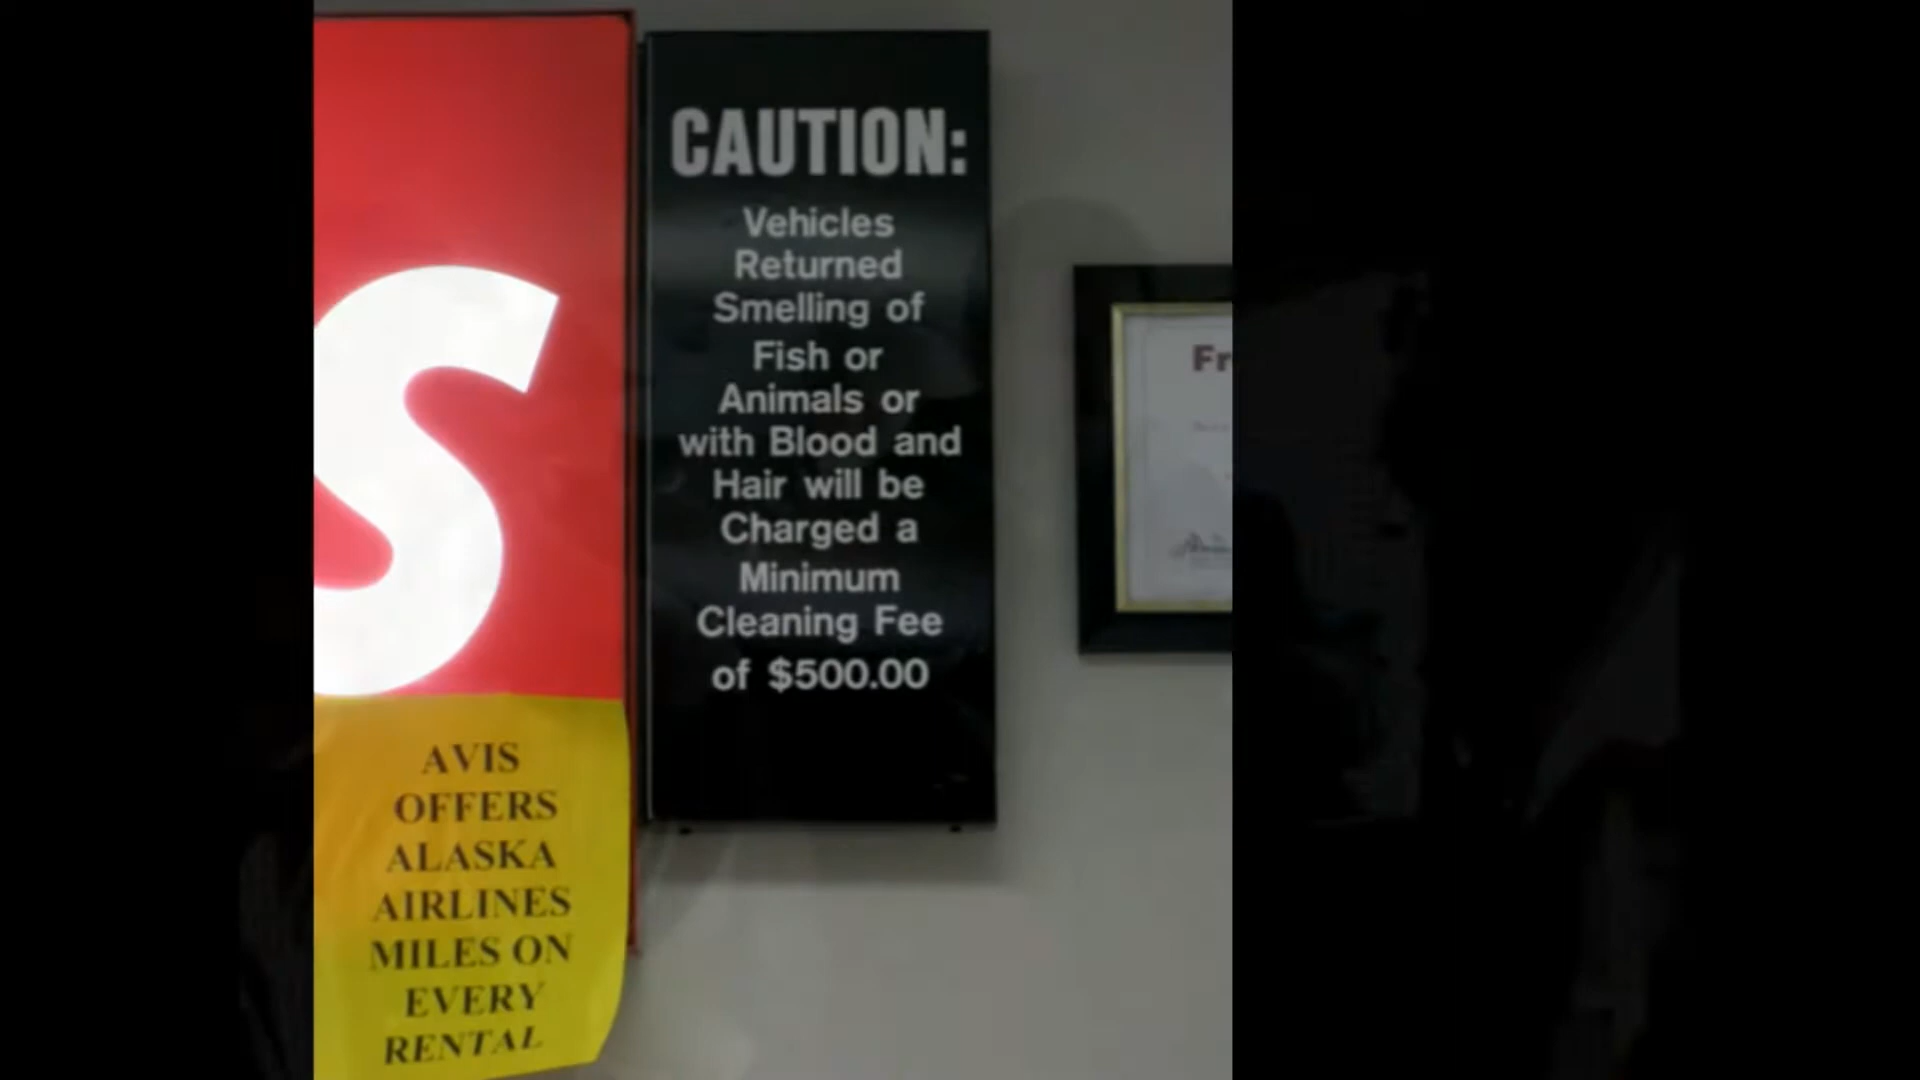 S
CAUTION:
Vehicles
Returned
Smelling of
Fish or
Animals or
with Blood and
Hair will be
Charged a
Minimum
Cleaning Fee
of $500.00
AVIS
OFFERS
ALASKA
AIRLINES
MILES ON
EVERY
RENTAL
Fr